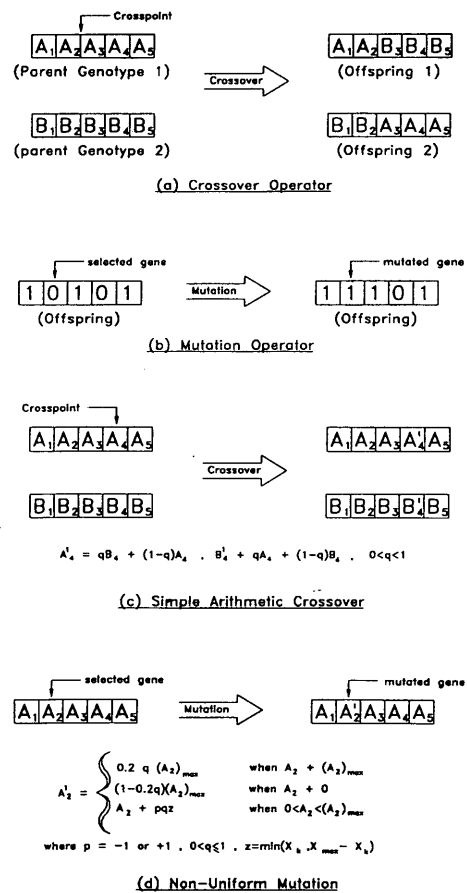 Crosspoint
A₁ A₂ A₃ A₄ A₅
(Parent Genotype 1)
Crossover
A₁ A₂ B₃ B₄ B₅
(Offspring 1)
B₁ B₂ B₃ B₄ B₅
(parent Genotype 2)
B₁ B₂ A₃ A₄ A₅
(Offspring 2)
(a) Crossover Operator
selected gene
1 0 1 0 1
(Offspring)
Mutation
mutated gene
1 1 1 0 1
(Offspring)
(b) Mutation Operator
Crosspoint
A₁ A₂ A₃ A₄ A₅
Crossover
A₁ A₂ A₃ A'₄ A₅
B₁ B₂ B₃ B₄ B₅
B₁ B₂ B₃ B'₄ B₅
A'₄ = qB₄ + (1-q)A₄ , B'₄ + qA₄ + (1-q)B₄ , 0<q<1
(c) Simple Arithmetic Crossover
selected gene
A₁ A₂ A₃ A₄ A₅
Mutation
mutated gene
A₁ A'₂ A₃ A₄ A₅
0.2 q (A₂)max when A₂ + (A₂)max
A'₂ = (1-0.2q)(A₂)max when A₂ + 0
A₂ + pqz when 0<A₂<(A₂)max
where p = -1 or +1 , 0<q≤1 , z=min(Xₖ ,Xmax- Xₖ)
(d) Non-Uniform Mutation